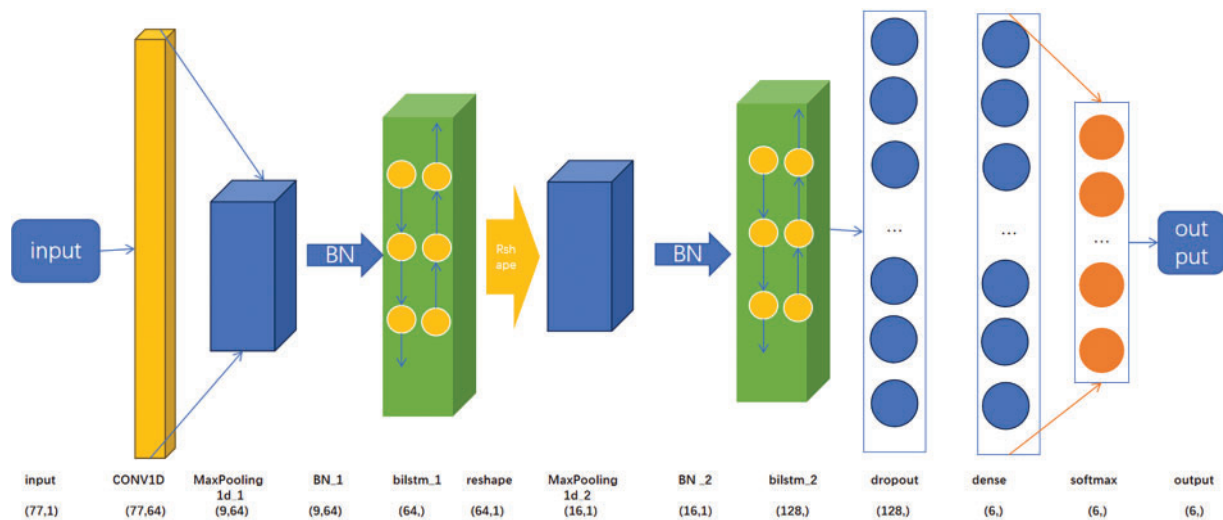 input
BN
Rsh
ape
BN
...
...
...
out
put
input CONV1D MaxPooling BN_1 bilstm_1 reshape MaxPooling BN _2 bilstm_2 dropout dense softmax output
1d_1 1d_2
(77,1) (77,64) (9,64) (9,64) (64,) (64,1) (16,1) (16,1) (128,) (128,) (6,) (6,) (6,)